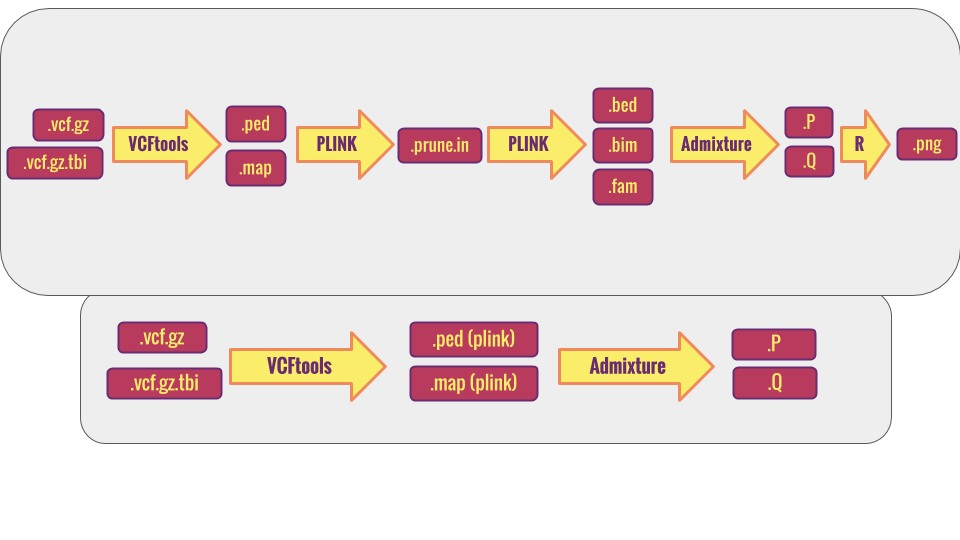 .vcf.gz
.vcf.gz.tbi
VCFtools
.ped
.map
PLINK
.prune.in
PLINK
.bed
.bim
.fam
Admixture
.P
.Q
R
.png
.vcf.gz
.vcf.gz.tbi
VCFtools
.ped (plink)
.map (plink)
Admixture
.P
.Q